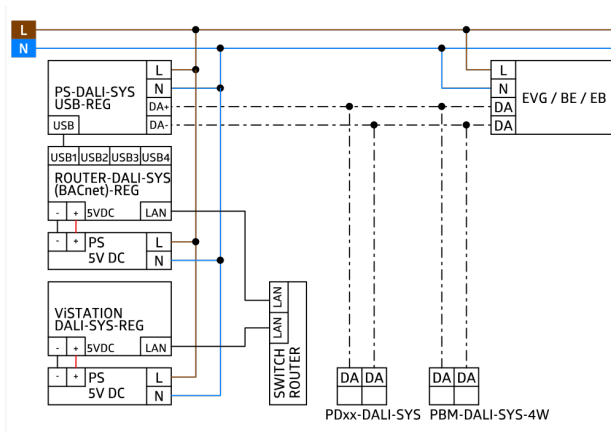 L
N
PS-DALI-SYS
USB-REG
L
N
DA+
DA-
USB
L
N
DA
DA
EVG / BE / EB
USB1 USB2 USB3 USB4
ROUTER-DALI-SYS
(BACnet)-REG
- + 5VDC LAN
- + PS
5V DC
L
N
ViSTATION
DALI-SYS-REG
- + 5VDC LAN
- + PS
5V DC
L
N
LAN
LAN
SWITCH
ROUTER
DA DA
PDxx-DALI-SYS
DA DA
PBM-DALI-SYS-4W